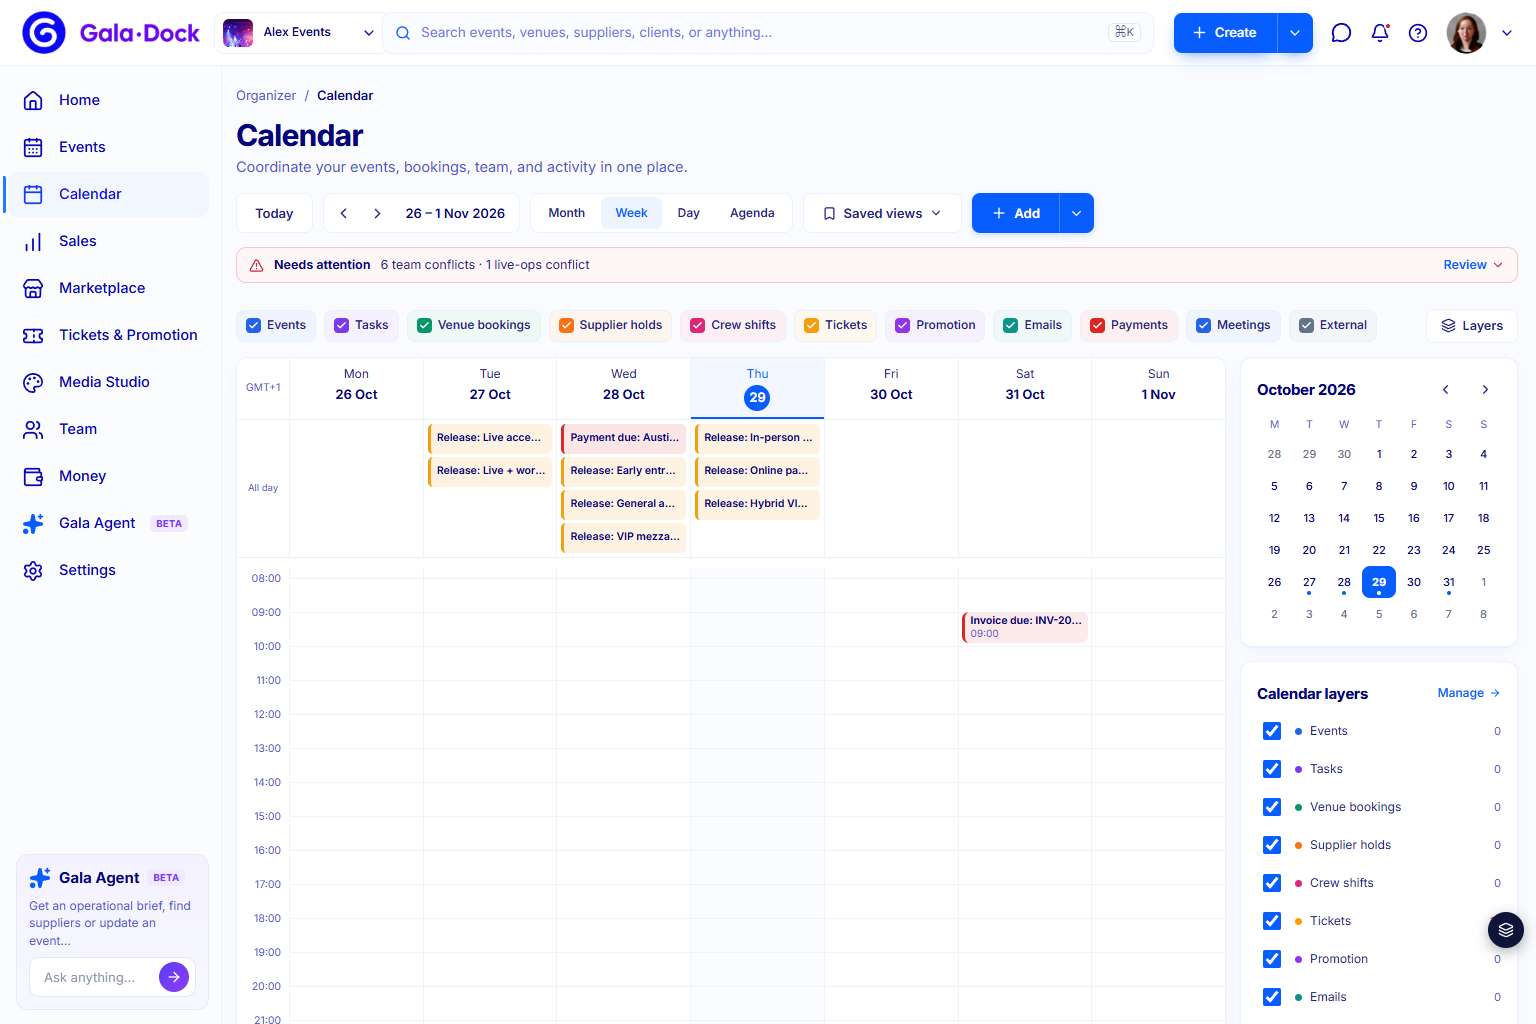 Gala·Dock
Alex Events
Search events, venues, suppliers, clients, or anything...
⌘K
Create
Home
Events
Calendar
Sales
Marketplace
Tickets & Promotion
Media Studio
Team
Money
Gala Agent BETA
Settings
Gala Agent BETA
Get an operational brief, find
suppliers or update an
event...
Ask anything...
Organizer / Calendar
Calendar
Coordinate your events, bookings, team, and activity in one place.
Today
26 – 1 Nov 2026
Month Week Day Agenda
Saved views
Add
Needs attention 6 team conflicts · 1 live-ops conflict
Review
Events Tasks Venue bookings Supplier holds Crew shifts Tickets Promotion Emails Payments Meetings External
Layers
GMT+1
Mon 26 Oct
Tue 27 Oct
Wed 28 Oct
Thu 29
Fri 30 Oct
Sat 31 Oct
Sun 1 Nov
All day
Release: Live acce...
Release: Live + wor...
Payment due: Austi...
Release: Early entr...
Release: General a...
Release: VIP mezza...
Release: In-person ...
Release: Online pa...
Release: Hybrid VI...
08:00
09:00
10:00
11:00
12:00
13:00
14:00
15:00
16:00
17:00
18:00
19:00
20:00
21:00
Invoice due: INV-20...
09:00
October 2026
M T W T F S S
28 29 30 1 2 3 4
5 6 7 8 9 10 11
12 13 14 15 16 17 18
19 20 21 22 23 24 25
26 27 28 29 30 31 1
2 3 4 5 6 7 8
Calendar layers
Manage
Events 0
Tasks 0
Venue bookings 0
Supplier holds 0
Crew shifts 0
Tickets
Promotion 0
Emails 0